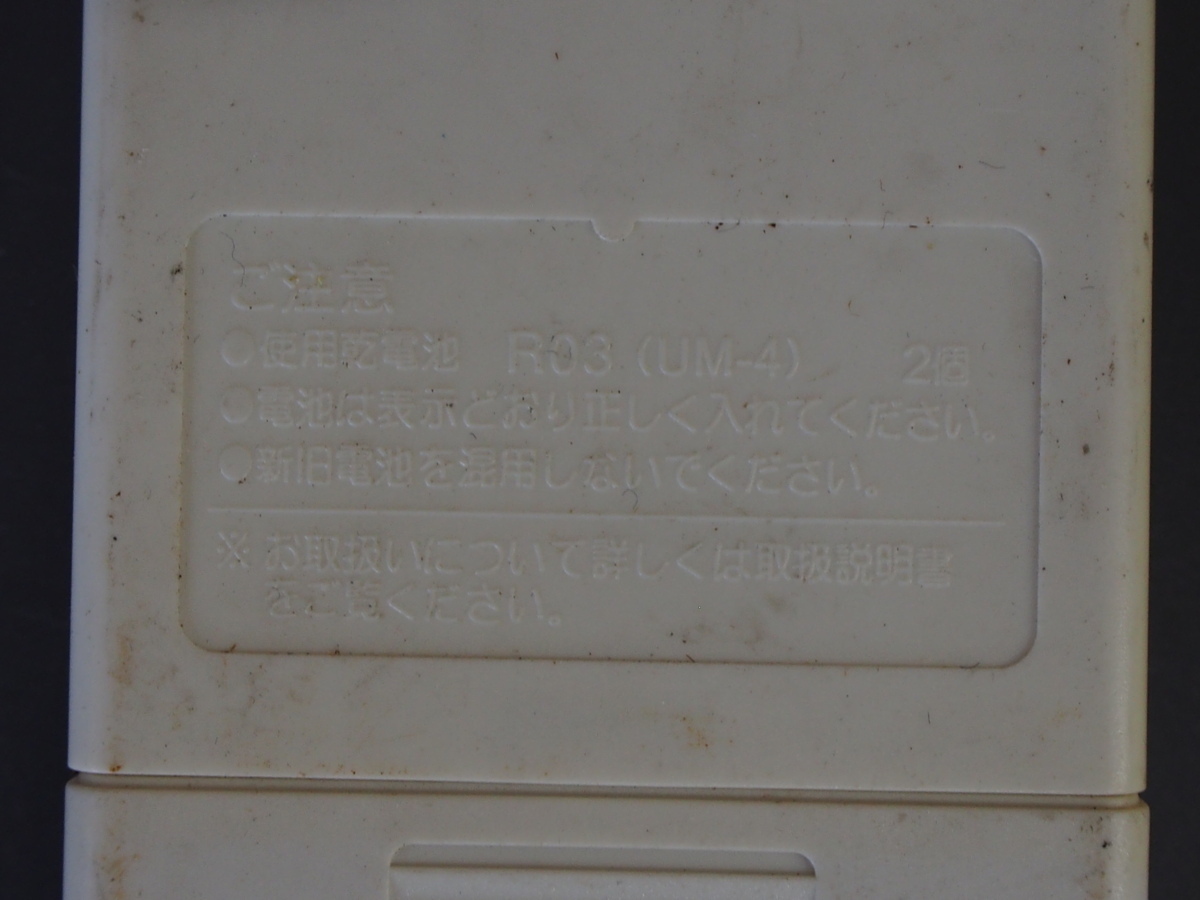 ご注意
●使用乾電池 R03（UM-4） 2個
●電池は表示どおり正しく入れてください。
●新旧電池を混用しないでください。
※お取扱いについて詳しくは取扱説明書
をご覧ください。